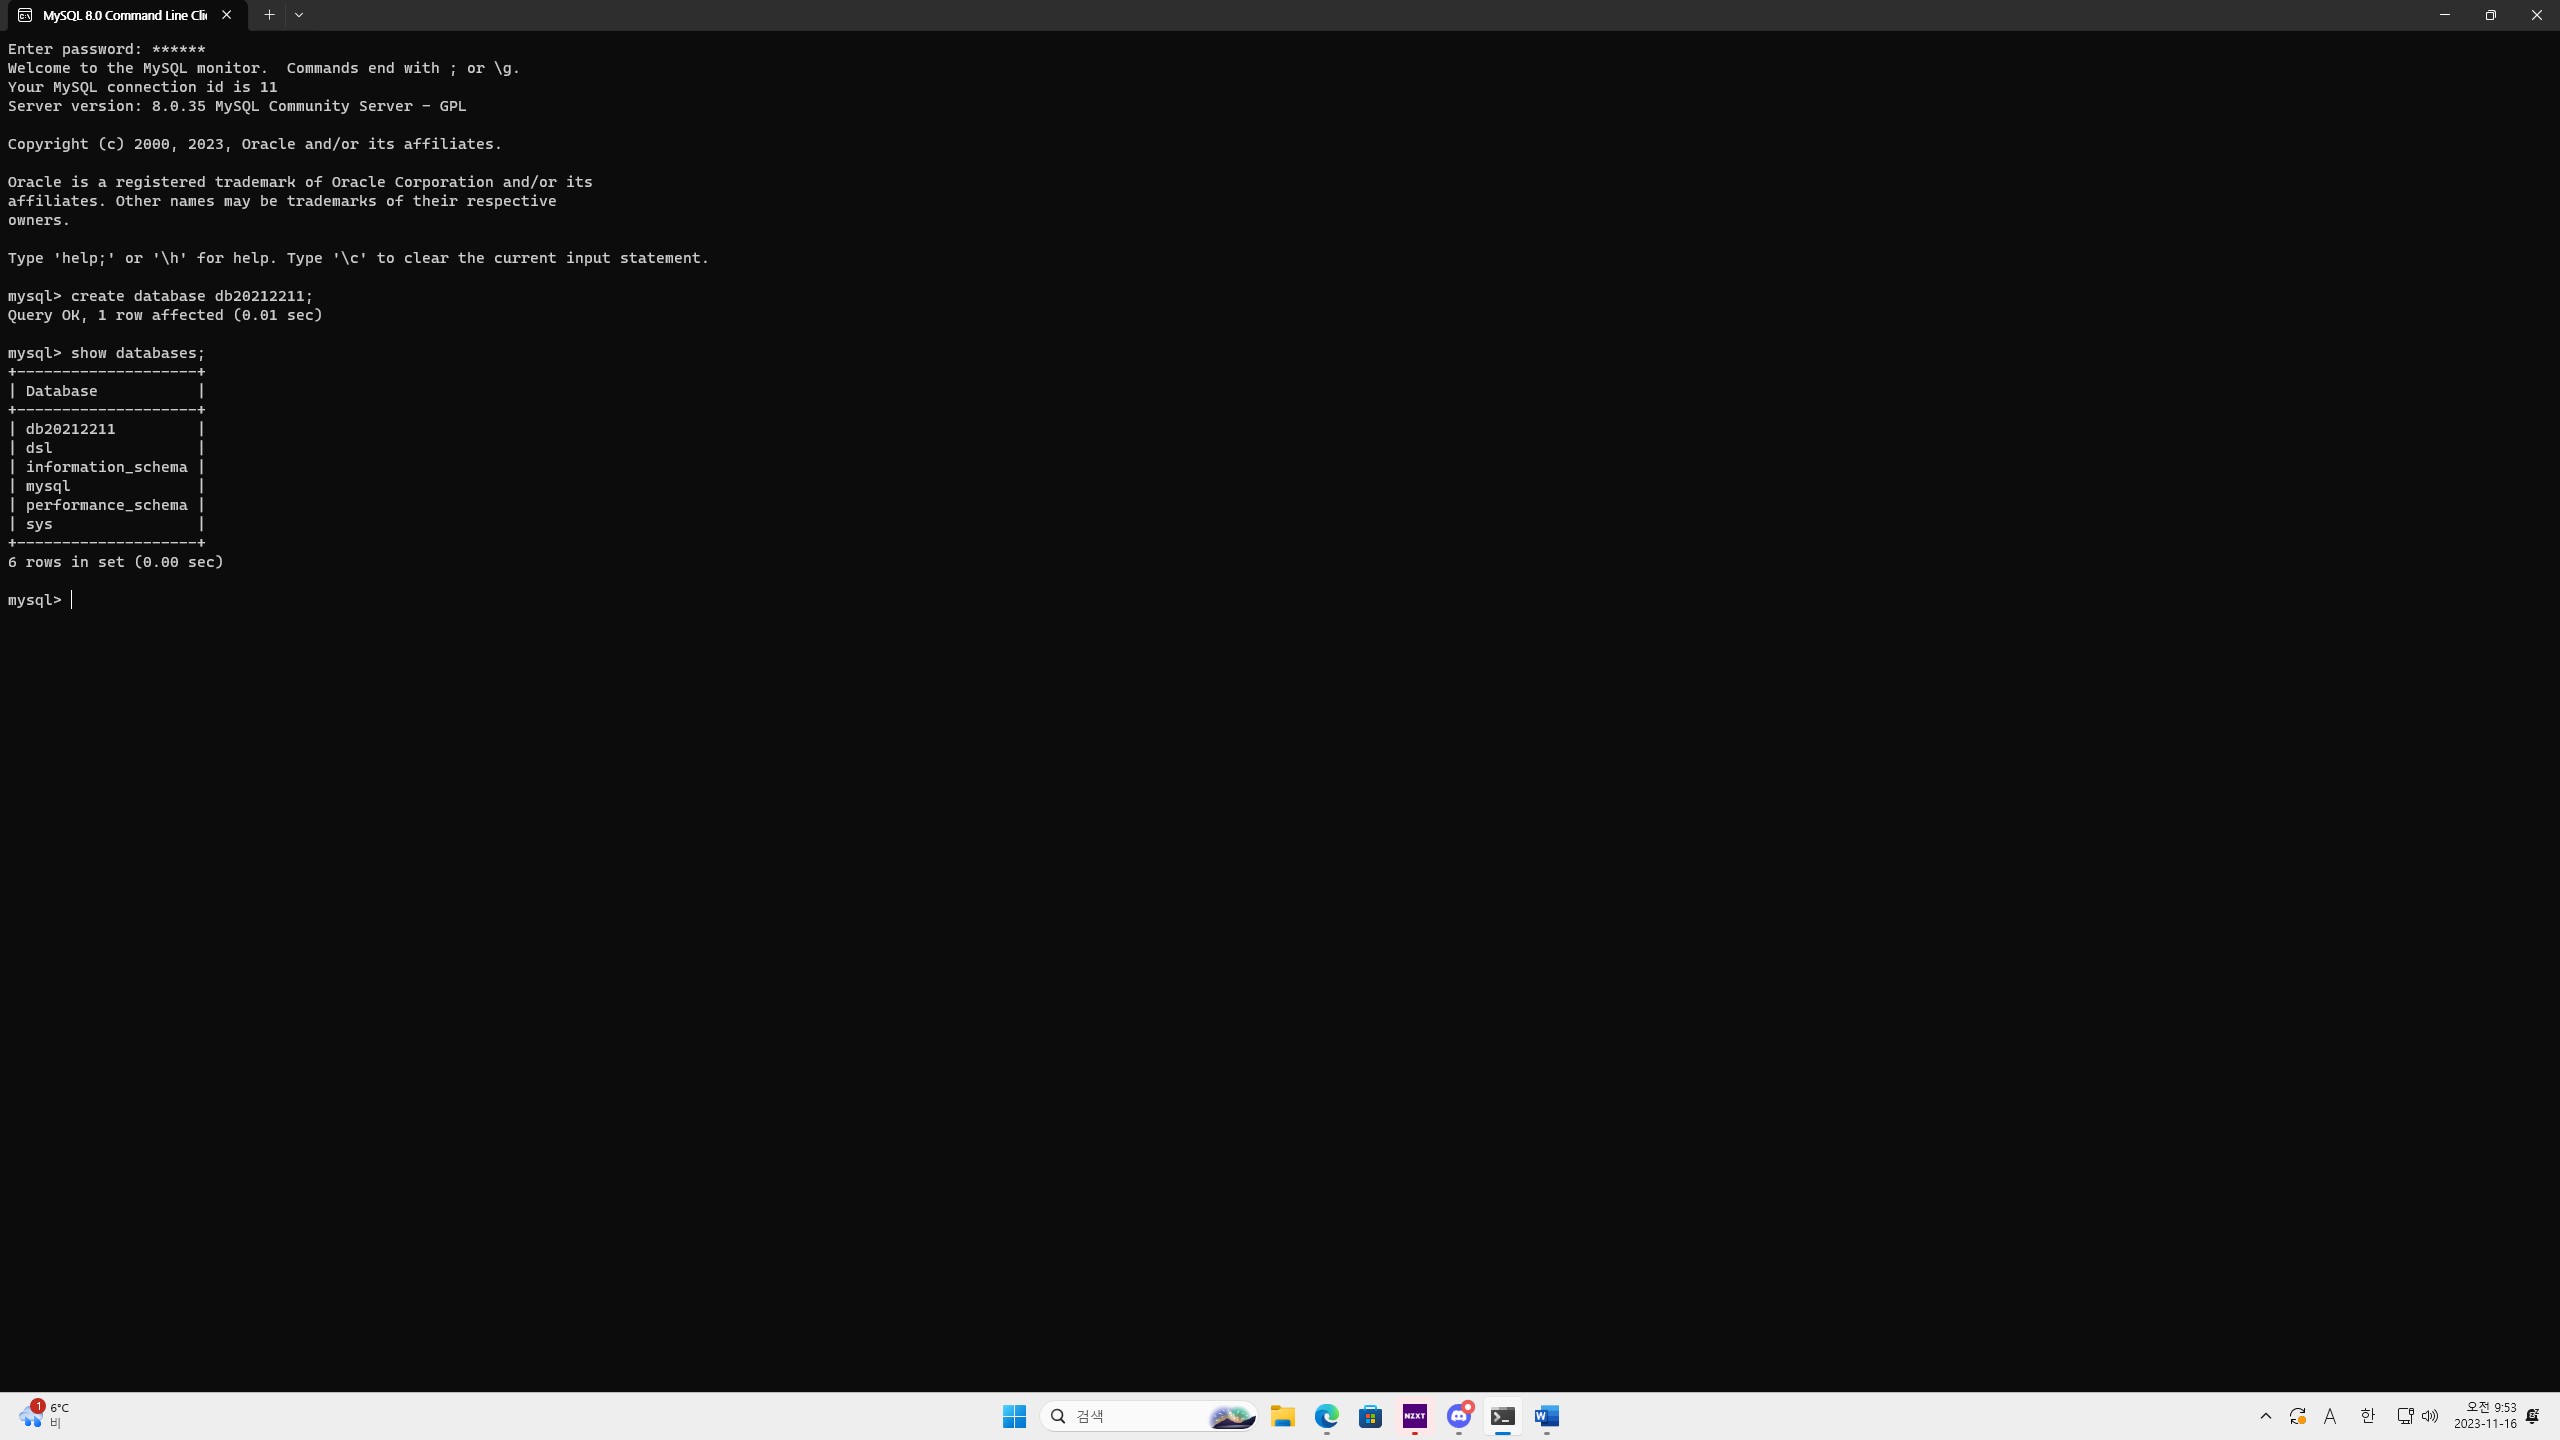 MySQL 8.0 Command Line Cli
Enter password: ******
Welcome to the MySQL monitor.  Commands end with ; or \g.
Your MySQL connection id is 11
Server version: 8.0.35 MySQL Community Server - GPL
Copyright (c) 2000, 2023, Oracle and/or its affiliates.
Oracle is a registered trademark of Oracle Corporation and/or its
affiliates. Other names may be trademarks of their respective
owners.
Type 'help;' or '\h' for help. Type '\c' to clear the current input statement.
mysql> create database db20212211;
Query OK, 1 row affected (0.01 sec)
mysql> show databases;
+--------------------+
| Database           |
+--------------------+
| db20212211         |
| dsl                |
| information_schema |
| mysql              |
| performance_schema |
| sys                |
+--------------------+
6 rows in set (0.00 sec)
mysql>
1
6°C
비
검색
NZXT
W
A
한
오전 9:53
2023-11-16